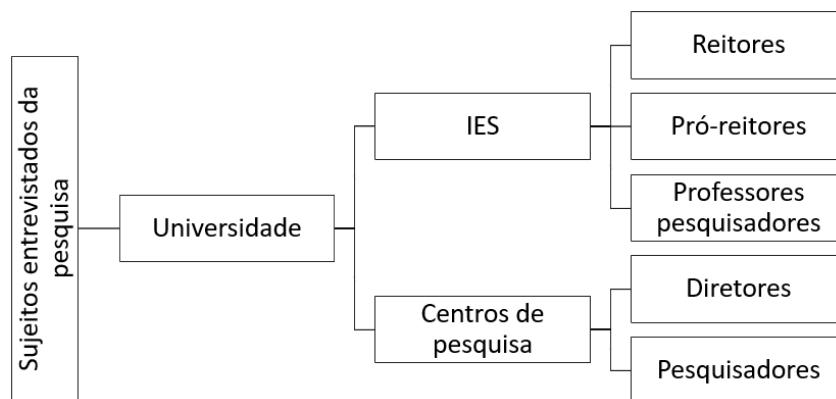 Sujeitos entrevistados da
pesquisa
Universidade
IES
Reitores
Pró-reitores
Professores
pesquisadores
Centros de
pesquisa
Diretores
Pesquisadores